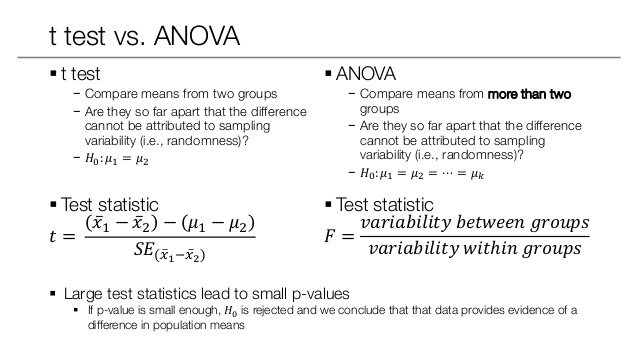 t test vs. ANOVA
▪ t test
− Compare means from two groups
− Are they so far apart that the difference
cannot be attributed to sampling
variability (i.e., randomness)?
− H₀: μ₁ = μ₂
▪ Test statistic
t = ((x̄₁ − x̄₂) − (μ₁ − μ₂)) / SE₍x̄₁−x̄₂₎
▪ ANOVA
− Compare means from more than two
groups
− Are they so far apart that the difference
cannot be attributed to sampling
variability (i.e., randomness)?
− H₀: μ₁ = μ₂ = ⋯ = μₖ
▪ Test statistic
F = variability between groups / variability within groups
▪ Large test statistics lead to small p-values
▪ If p-value is small enough, H₀ is rejected and we conclude that that data provides evidence of a
difference in population means